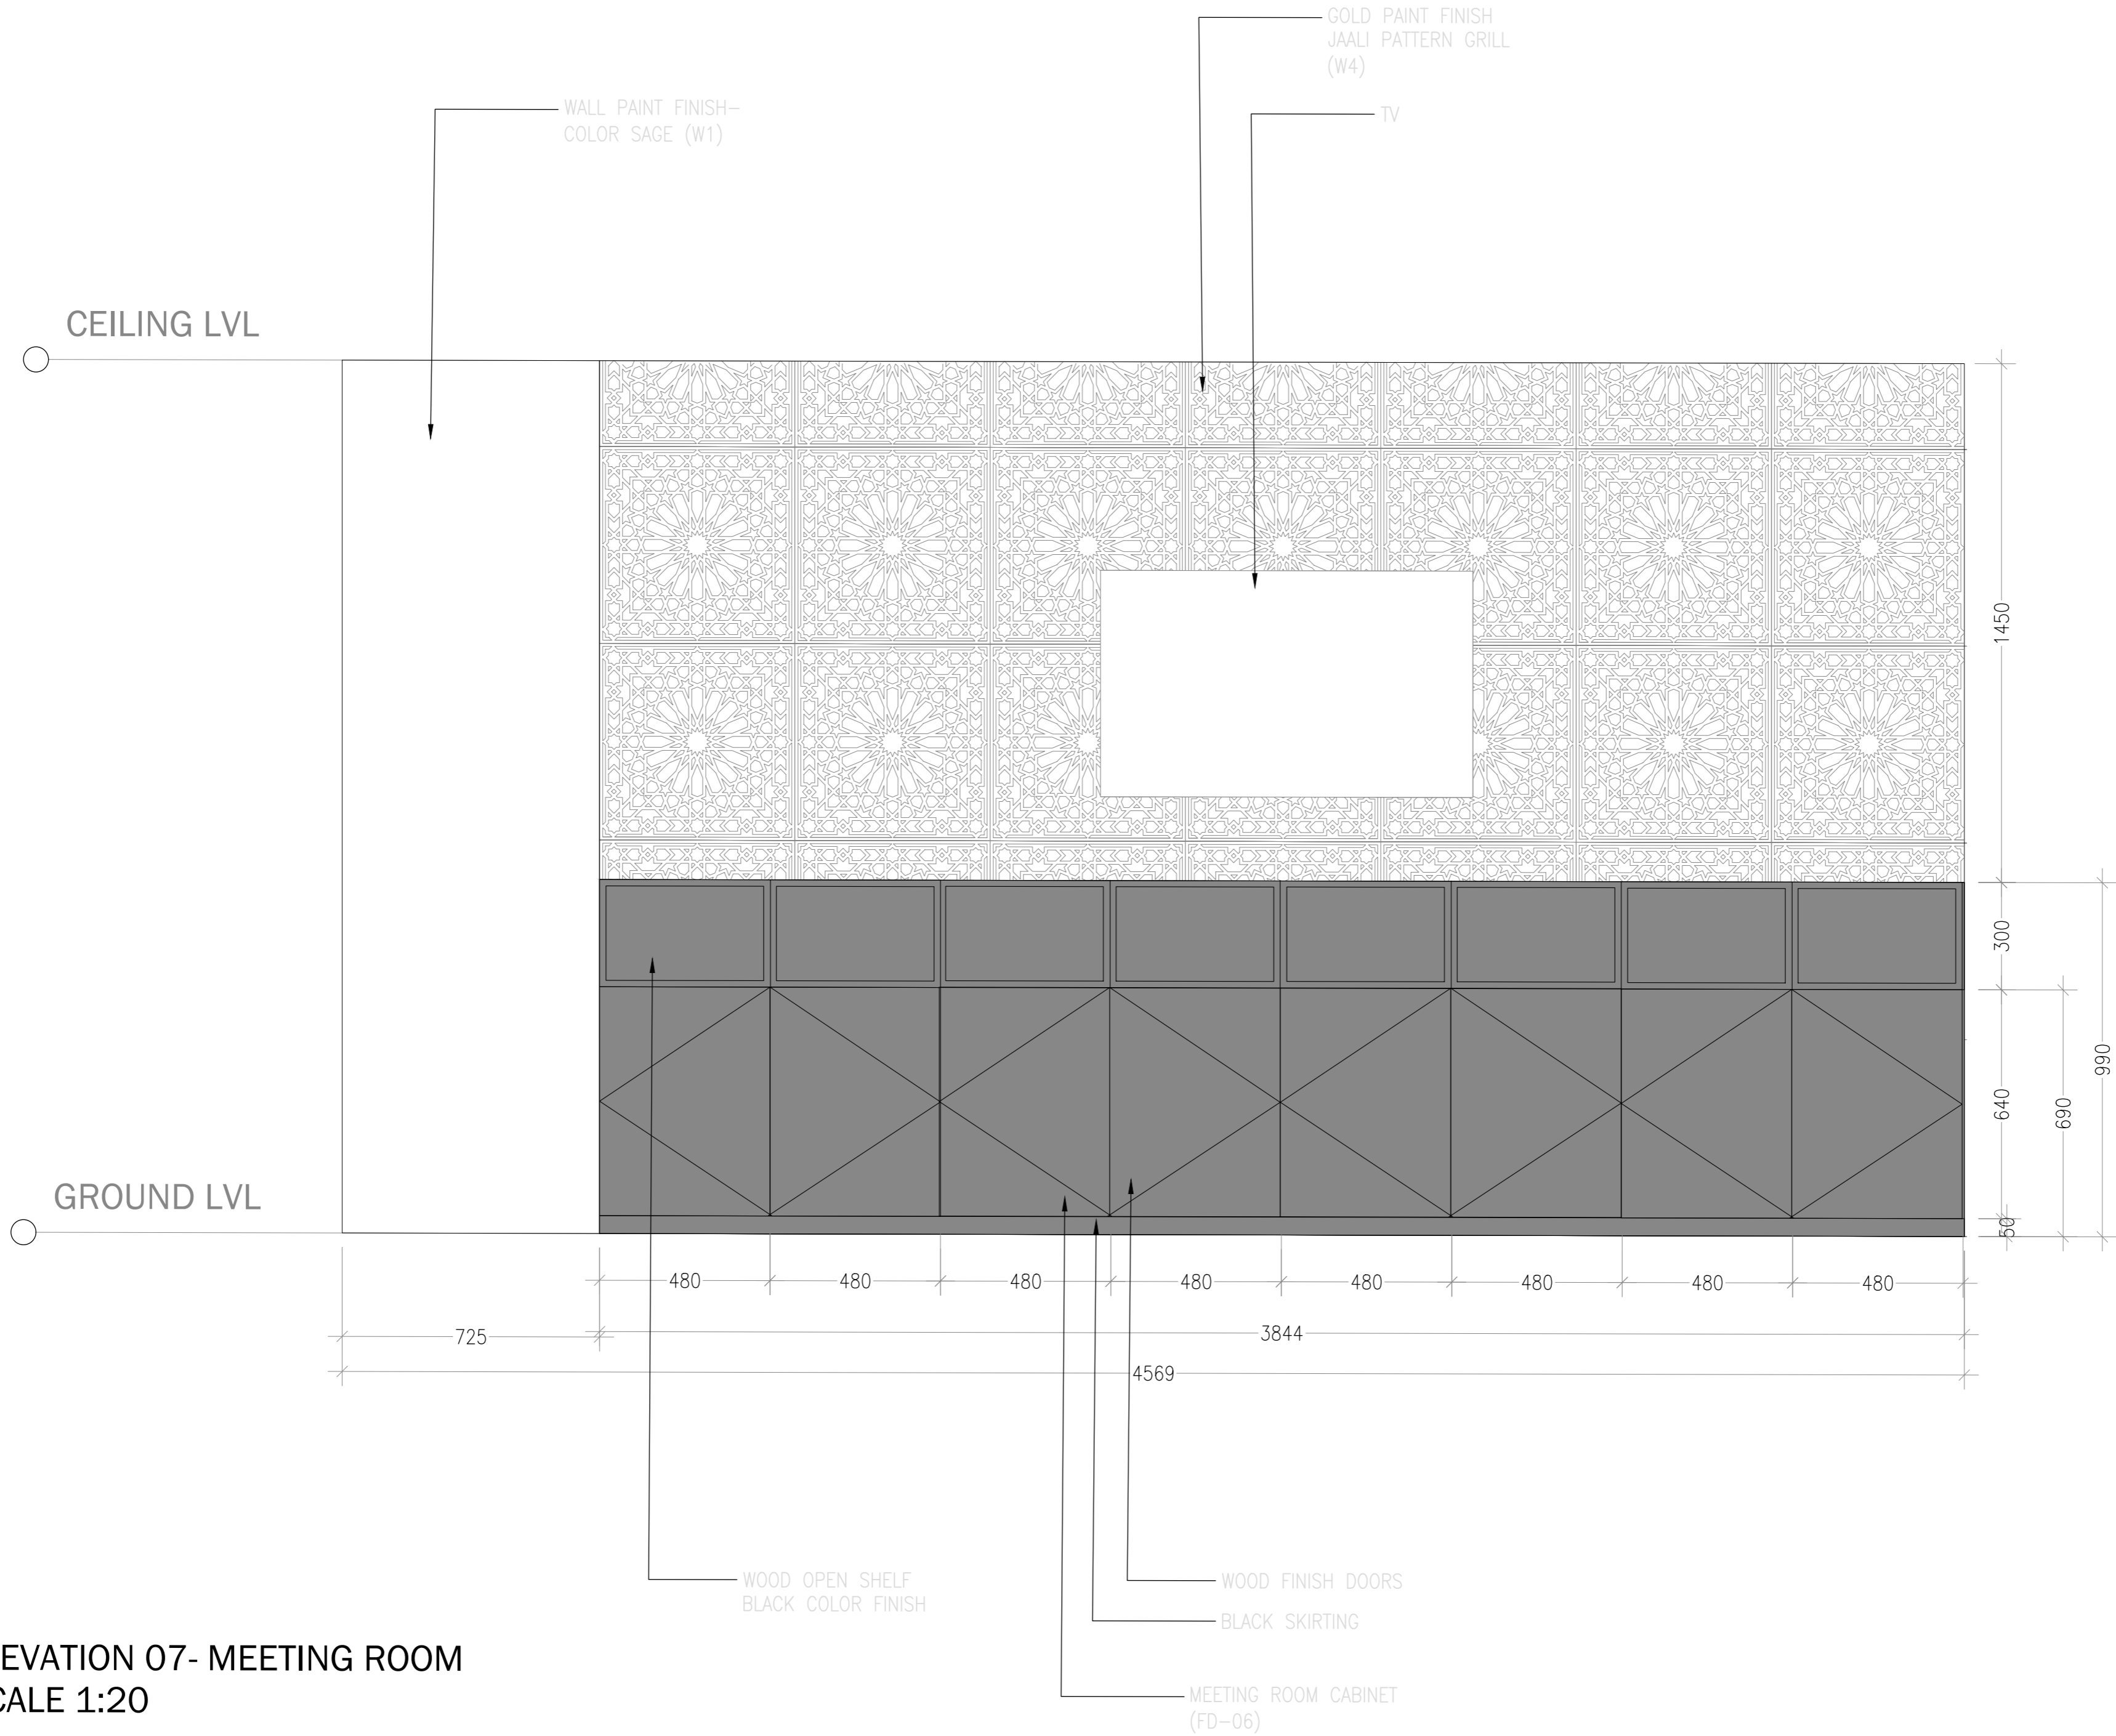 GOLD PAINT FINISH
JAALI PATTERN GRILL
(W4)
WALL PAINT FINISH-
COLOR SAGE (W1)
TV
CEILING LVL
1450
300
990
640
690
GROUND LVL
50
480 480 480 480 480 480 480 480
725
3844
4569
WOOD OPEN SHELF
BLACK COLOR FINISH
WOOD FINISH DOORS
BLACK SKIRTING
EVATION 07- MEETING ROOM
CALE 1:20
MEETING ROOM CABINET
(FD-06)